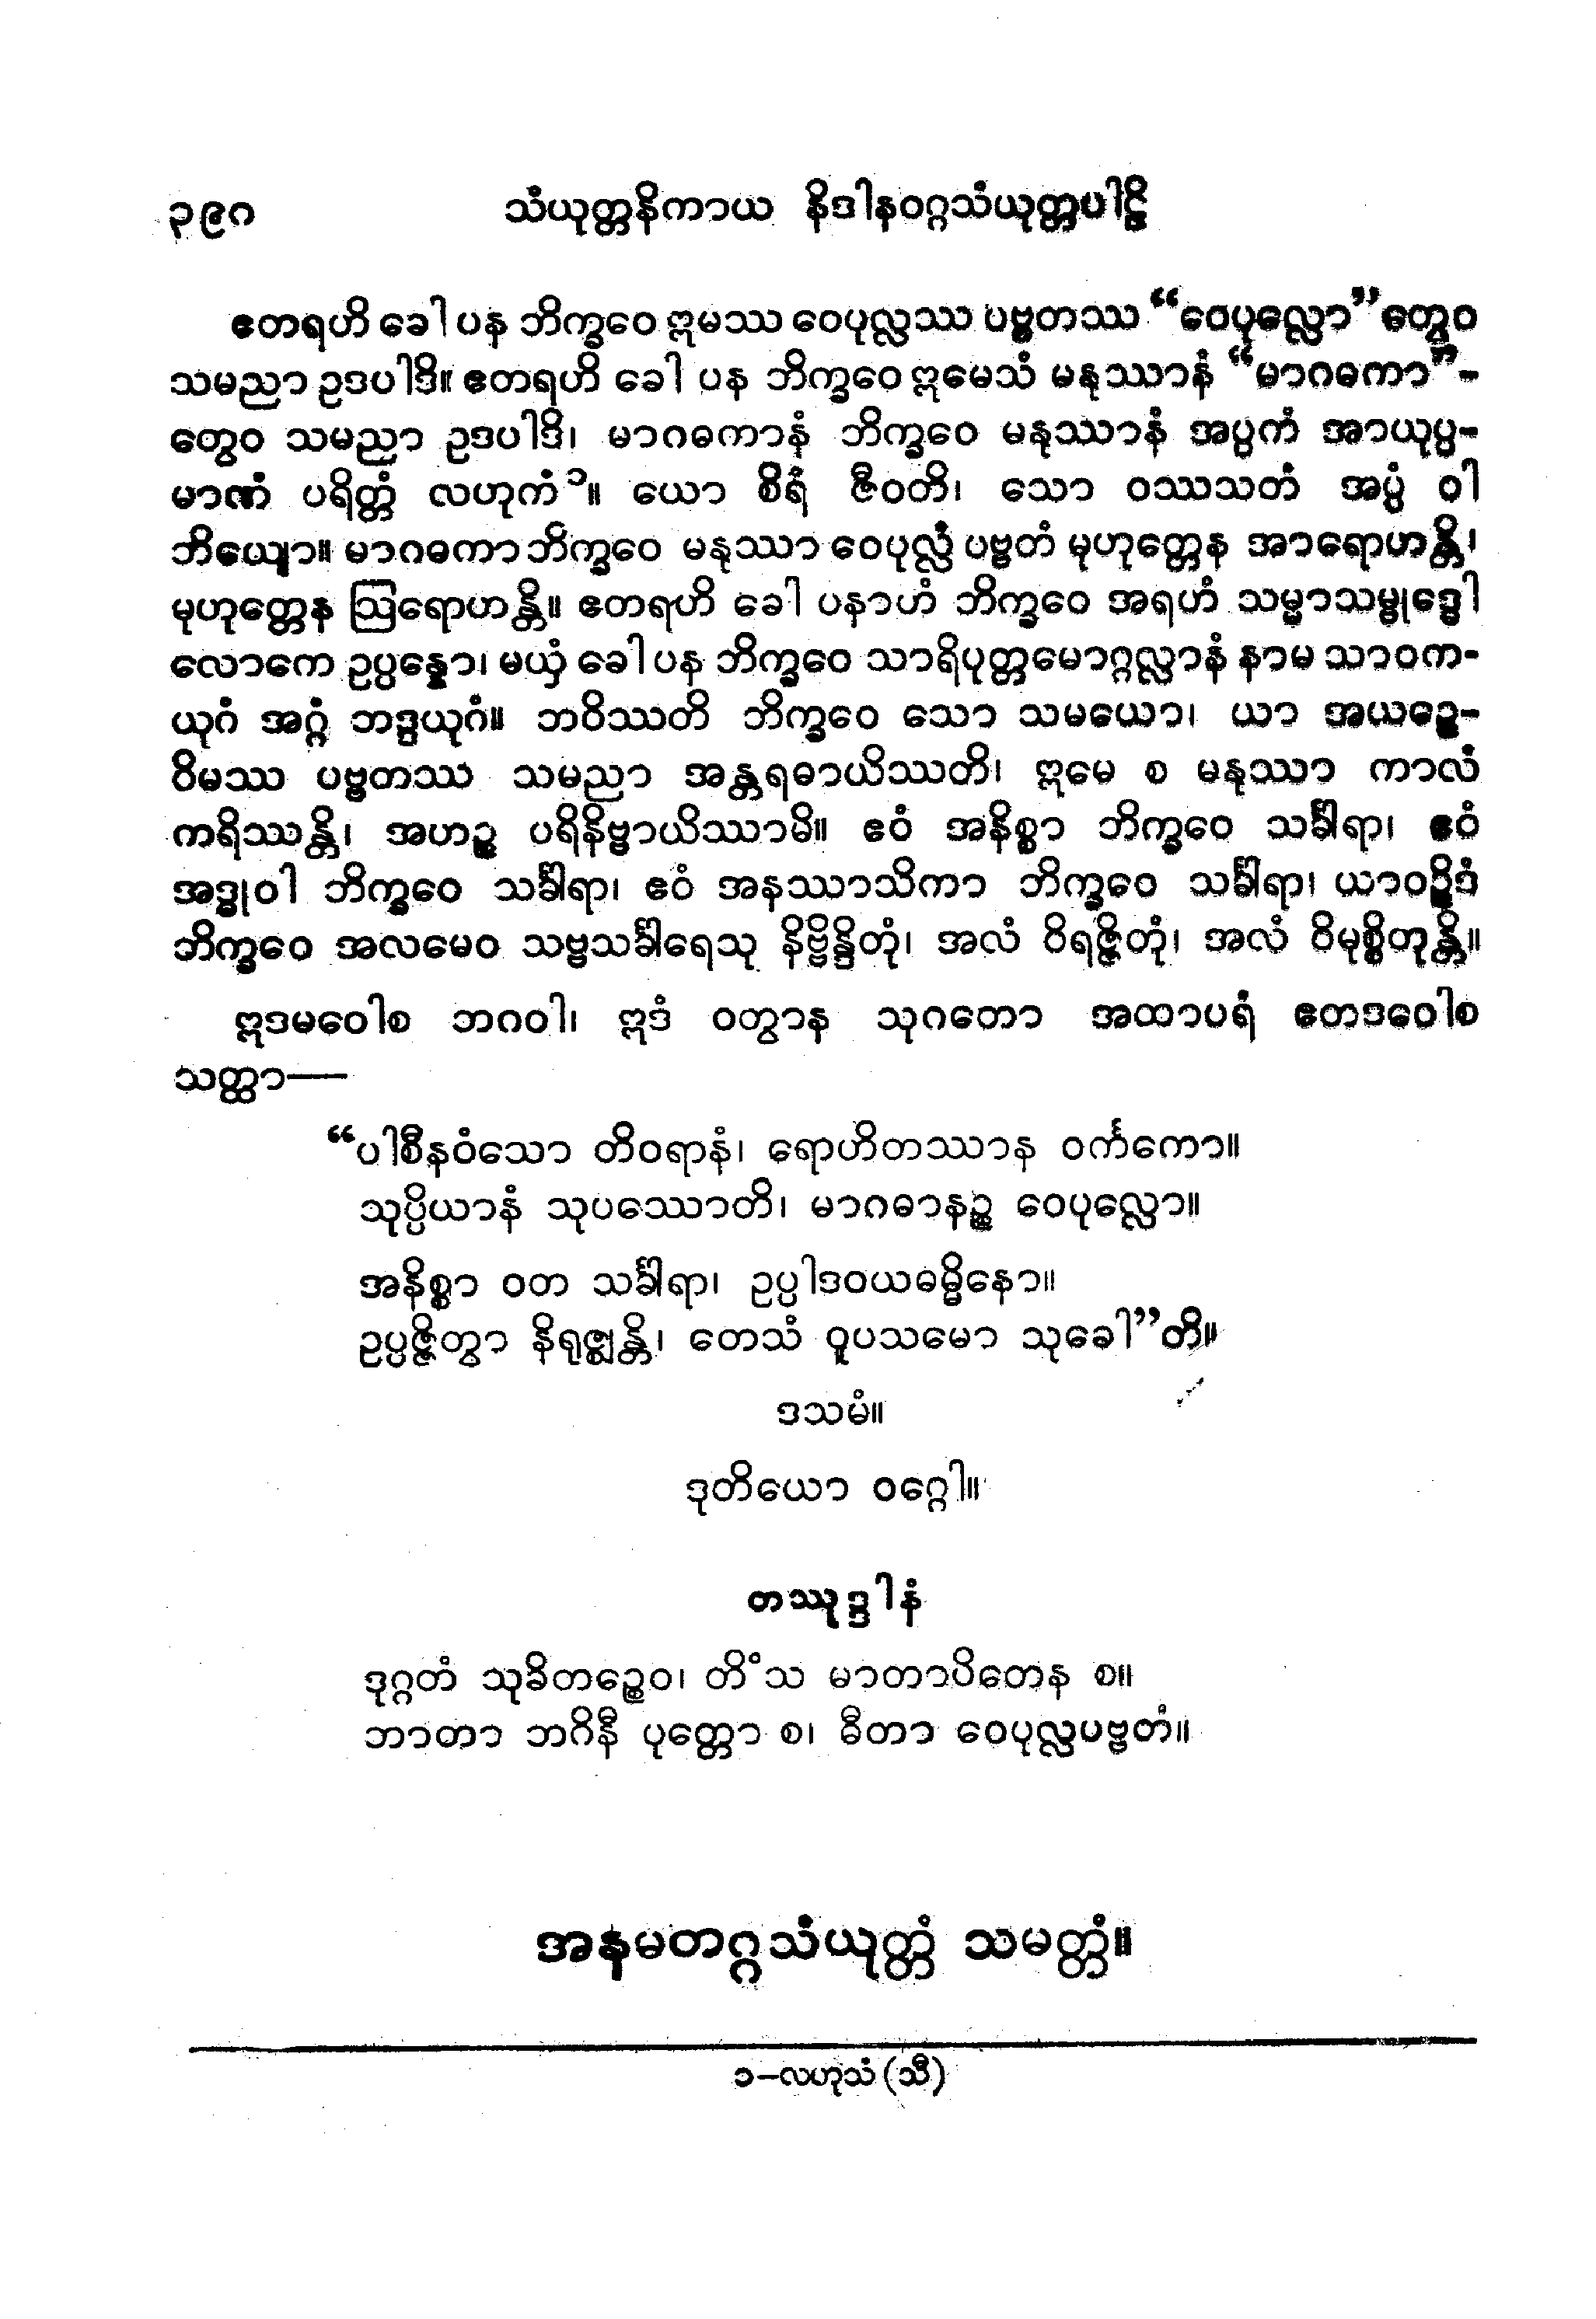 ၃၉ဂ သံယုတ္တနိကာယ နိဒါနဝဂ္ဂသံယုတ္တပါဠိ
ဧတရဟိ ခေါ ပန ဘိက္ခဝေ ဣမဿ ဝေပုလ္လဿ ပဗ္ဗတဿ “ဝေပုလ္လော”တွေဝ
သမညာ ဥဒပါဒိ။ ဧတရဟိ ခေါ ပန ဘိက္ခဝေ ဣမေသံ မနုဿာနံ “မာဂဓကာ”-
တွေဝ သမညာ ဥဒပါဒိ၊ မာဂဓကာနံ ဘိက္ခဝေ မနုဿာနံ အပ္ပကံ အာယုပ္ပ-
မာဏံ ပရိတ္တံ လဟုကံ၁။ ယော စိရံ ဇီဝတိ၊ သော ဝဿသတံ အပ္ပံ ဝါ
ဘိယျော။ မာဂဓကာ ဘိက္ခဝေ မနုဿာ ဝေပုလ္လံ ပဗ္ဗတံ မုဟုတ္တေန အာရောဟန္တိ၊
မုဟုတ္တေန ဩရောဟန္တိ။ ဧတရဟိ ခေါ ပနာဟံ ဘိက္ခဝေ အရဟံ သမ္မာသမ္ဗုဒ္ဓေါ
လောကေ ဥပ္ပန္နော၊ မယှံ ခေါ ပန ဘိက္ခဝေ သာရိပုတ္တမောဂ္ဂလ္လာနံ နာမ သာဝက-
ယုဂံ အဂ္ဂံ ဘဒ္ဒယုဂံ။ ဘဝိဿတိ ဘိက္ခဝေ သော သမယော၊ ယာ အယဉ္စေ-
ဝိမဿ ပဗ္ဗတဿ သမညာ အန္တရဓာယိဿတိ၊ ဣမေ စ မနုဿာ ကာလံ
ကရိဿန္တိ၊ အဟဉ္စ ပရိနိဗ္ဗာယိဿာမိ။ ဧဝံ အနိစ္စာ ဘိက္ခဝေ သင်္ခါရာ၊ ဧဝံ
အဒ္ဓုဝါ ဘိက္ခဝေ သင်္ခါရာ၊ ဧဝံ အနဿာသိကာ ဘိက္ခဝေ သင်္ခါရာ၊ ယာဝဉ္စိဒံ
ဘိက္ခဝေ အလမေဝ သဗ္ဗသင်္ခါရေသု နိဗ္ဗိန္ဒိတုံ၊ အလံ ဝိရဇ္ဇိတုံ၊ အလံ ဝိမုစ္စိတုန္တိ။
ဣဒမဝေါစ ဘဂဝါ၊ ဣဒံ ဝတွာန သုဂတော အထာပရံ ဧတဒဝေါစ
သတ္ထာ—
“ပါစီနဝံသော တိဝရာနံ၊ ရောဟိတဿာန ဝင်္ကကော။
သုပ္ပိယာနံ သုပဿောတိ၊ မာဂဓာနဉ္စ ဝေပုလ္လော။
အနိစ္စာ ဝတ သင်္ခါရာ၊ ဥပ္ပါဒဝယဓမ္မိနော။
ဥပ္ပဇ္ဇိတွာ နိရုဇ္ဈန္တိ၊ တေသံ ဝူပသမော သုခေါ”တိ။
ဒသမံ။
ဒုတိယော ဝဂ္ဂေါ။
တဿုဒ္ဒါနံ
ဒုဂ္ဂတံ သုခိတဉ္စေဝ၊ တိံသ မာတာပိတေန စ။
ဘာတာ ဘဂိနီ ပုတ္တော စ၊ ဓီတာ ဝေပုလ္လပဗ္ဗတံ။
အနမတဂ္ဂသံယုတ္တံ သမတ္တံ။
၁–လဟုသံ (သီ)